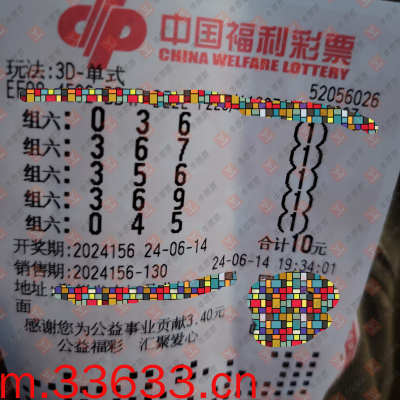 中国福利彩票
CHINA WELFARE LOTTERY
玩法:3D-单式
52056026
组六: 0 3 6 (1)
组六: 3 6 7 (1)
组六: 3 5 6 (1)
组六: 3 6 9 (1)
组六: 0 4 5 (1)
开奖期:2024156 24-06-14 合计10元
销售期:2024156-130 24-06-14 19:34:01
地址:
面
感谢您为公益事业贡献3.40元
公益福彩 汇聚爱心
m.33633.cn